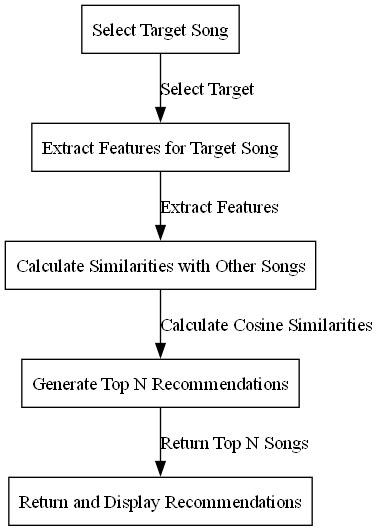 Select Target Song
Select Target
Extract Features for Target Song
Extract Features
Calculate Similarities with Other Songs
Calculate Cosine Similarities
Generate Top N Recommendations
Return Top N Songs
Return and Display Recommendations